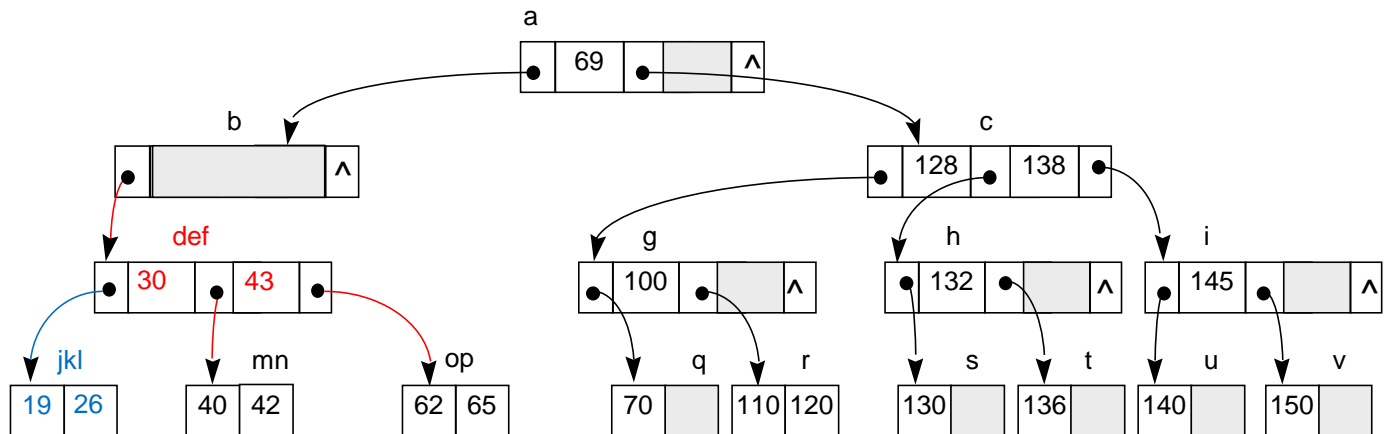 a
69 ^
b c
^ 128 138
def g h i
30 43 100 ^ 132 ^ 145 ^
jkl mn op q r s t u v
19 26 40 42 62 65 70 110 120 130 136 140 150